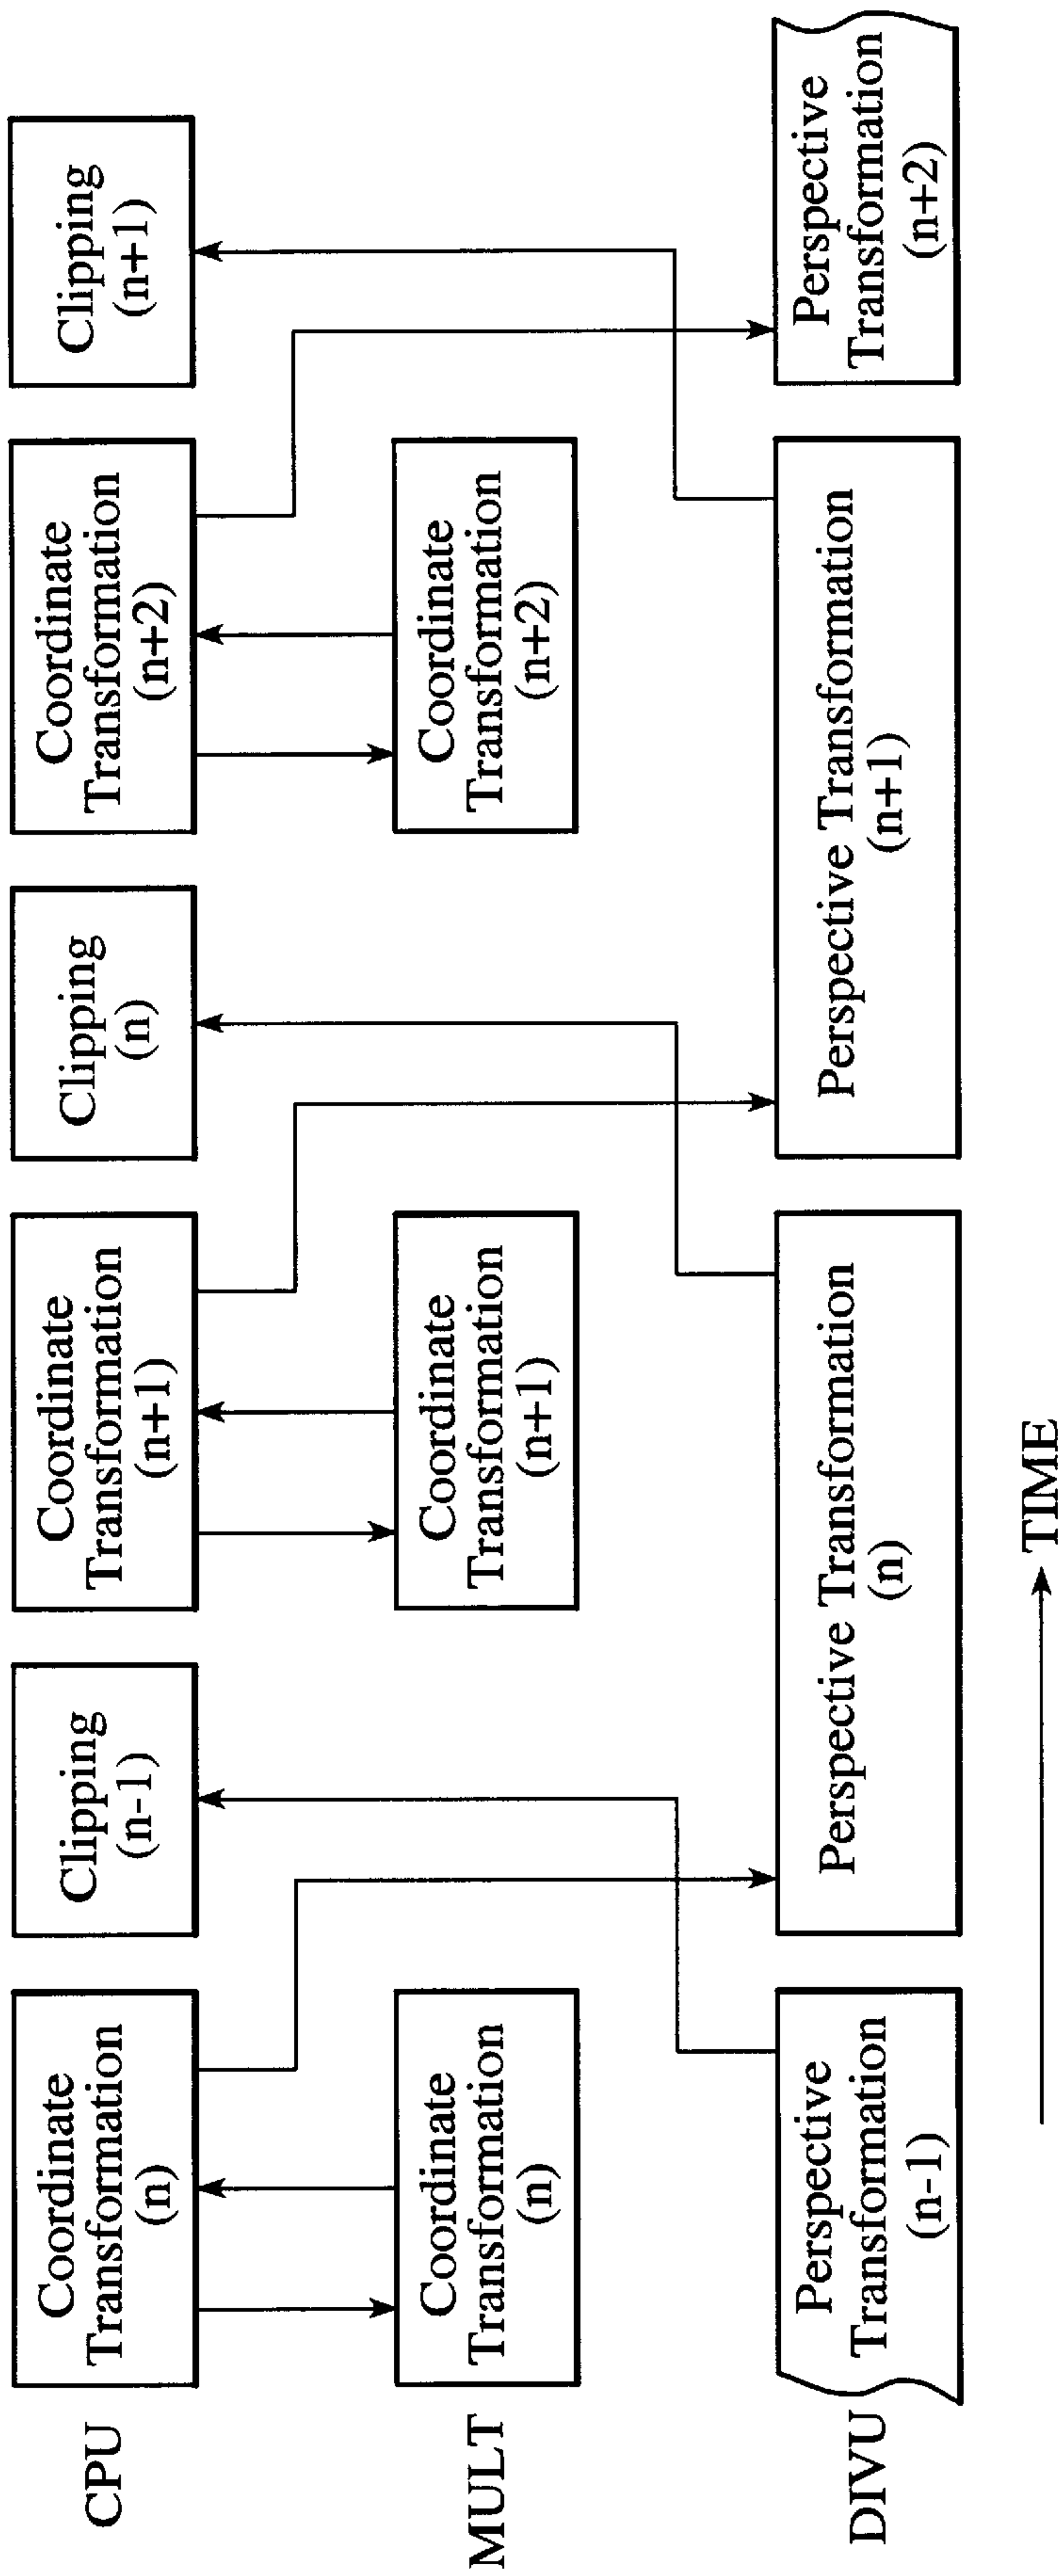 CPU
Coordinate
Transformation
(n)
Clipping
(n-1)
Coordinate
Transformation
(n+1)
Clipping
(n)
Coordinate
Transformation
(n+2)
Clipping
(n+1)
MULT
Coordinate
Transformation
(n)
Coordinate
Transformation
(n+1)
Coordinate
Transformation
(n+2)
DIVU
Perspective
Transformation
(n-1)
Perspective Transformation
(n)
Perspective Transformation
(n+1)
Perspective
Transformation
(n+2)
TIME